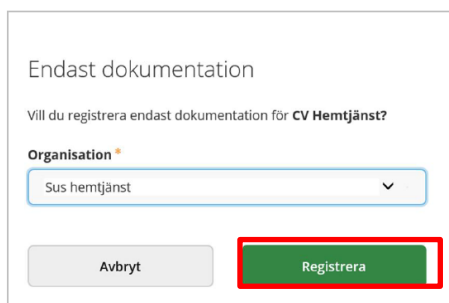 Endast dokumentation
Vill du registrera endast dokumentation för CV Hemtjänst?
Organisation *
Sus hemtjänst
Avbryt
Registrera